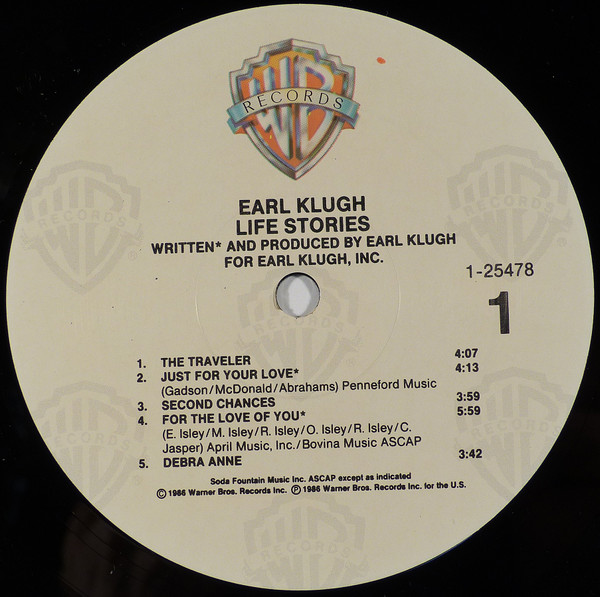 WB
RECORDS
EARL KLUGH
LIFE STORIES
WRITTEN* AND PRODUCED BY EARL KLUGH
FOR EARL KLUGH, INC.
1-25478
1
1. THE TRAVELER 4:07
2. JUST FOR YOUR LOVE* 4:13
(Gadson/McDonald/Abrahams) Penneford Music
3. SECOND CHANCES 3:59
4. FOR THE LOVE OF YOU* 5:59
(E. Isley/M. Isley/R. Isley/O. Isley/R. Isley/C.
Jasper) April Music, Inc./Bovina Music ASCAP
5. DEBRA ANNE 3:42
Soda Fountain Music Inc. ASCAP except as indicated
© 1986 Warner Bros. Records Inc. ℗ 1986 Warner Bros. Records Inc. for the U.S.